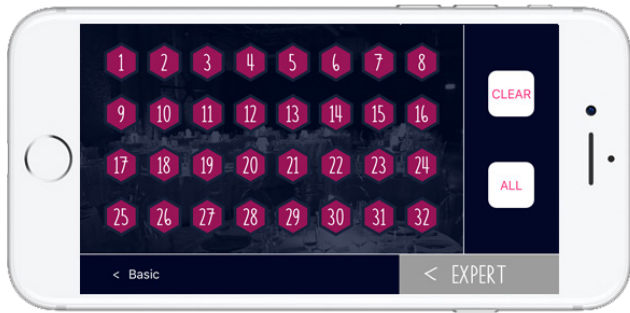 1 2 3 4 5 6 7 8
CLEAR
9 10 11 12 13 14 15 16
17 18 19 20 21 22 23 24
ALL
25 26 27 28 29 30 31 32
< Basic
< EXPERT